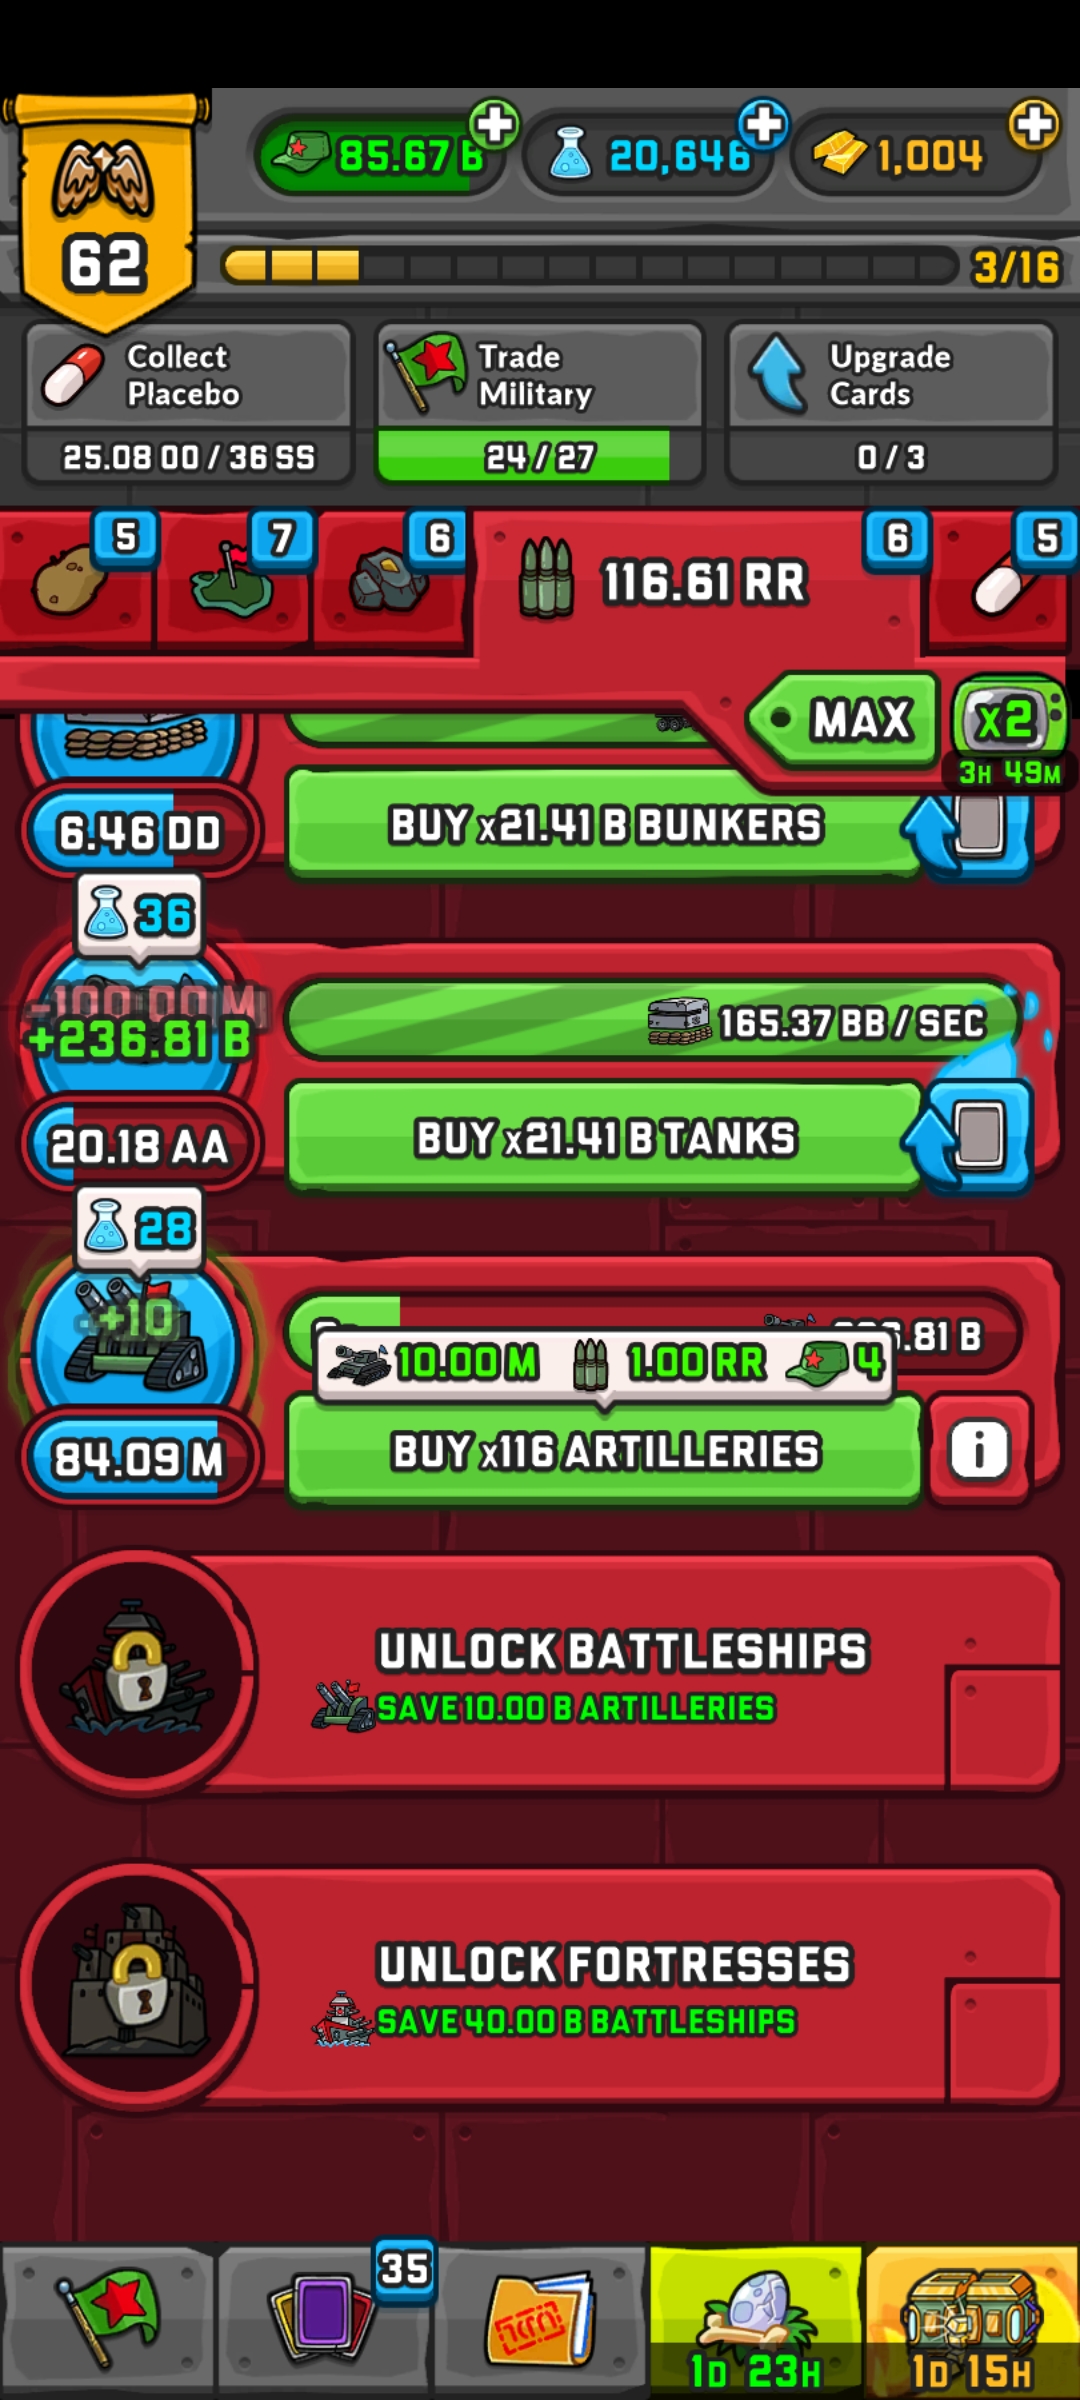 85.67 B
20,646
1,004
62
3/16
Collect
Placebo
25.08 OO / 36 SS
Trade
Military
24 / 27
Upgrade
Cards
0 / 3
5
7
6
116.61 RR
6
5
MAX
x2
3H 49M
6.46 DD
BUY x21.41 B BUNKERS
36
-100.00 M
+236.81 B
165.37 BB / SEC
20.18 AA
BUY x21.41 B TANKS
28
+10
.81 B
10.00 M
1.00 RR
4
84.09 M
BUY x116 ARTILLERIES
i
UNLOCK BATTLESHIPS
SAVE 10.00 B ARTILLERIES
UNLOCK FORTRESSES
SAVE 40.00 B BATTLESHIPS
35
1D 23H
1D 15H